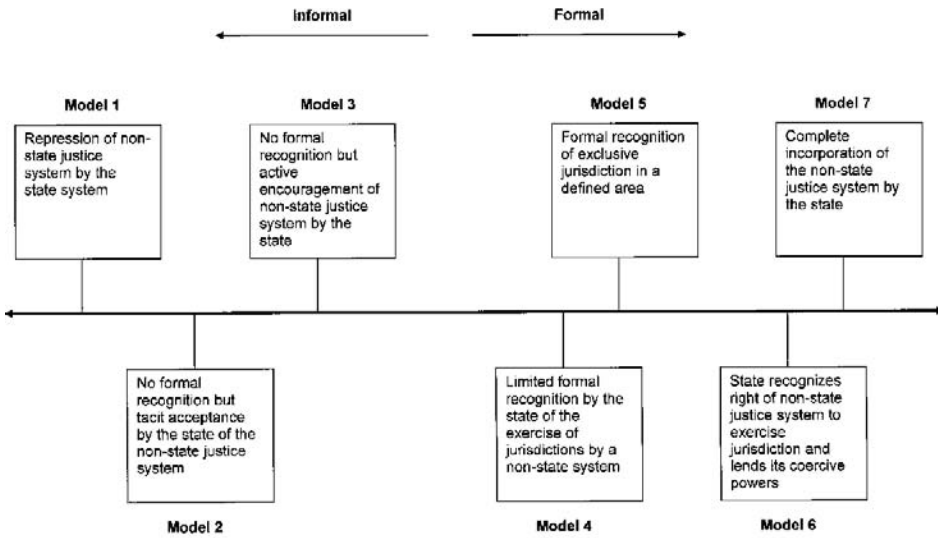 Informal
Formal
Model 1
Model 3
Model 5
Model 7
Repression of non-
state justice
system by the
state system
No formal
recognition but
active
encouragement of
non-state justice
system by the
state
Formal recognition
of exclusive
jurisdiction in a
defined area
Complete
incorporation of
the non-state
justice system by
the state
No formal
recognition but
tacit acceptance
by the state of the
non-state justice
system
Limited formal
recognition by the
state of the
exercise of
jurisdictions by a
non-state system
State recognizes
right of non-state
justice system to
exercise
jurisdiction and
lends its coercive
powers
Model 2
Model 4
Model 6